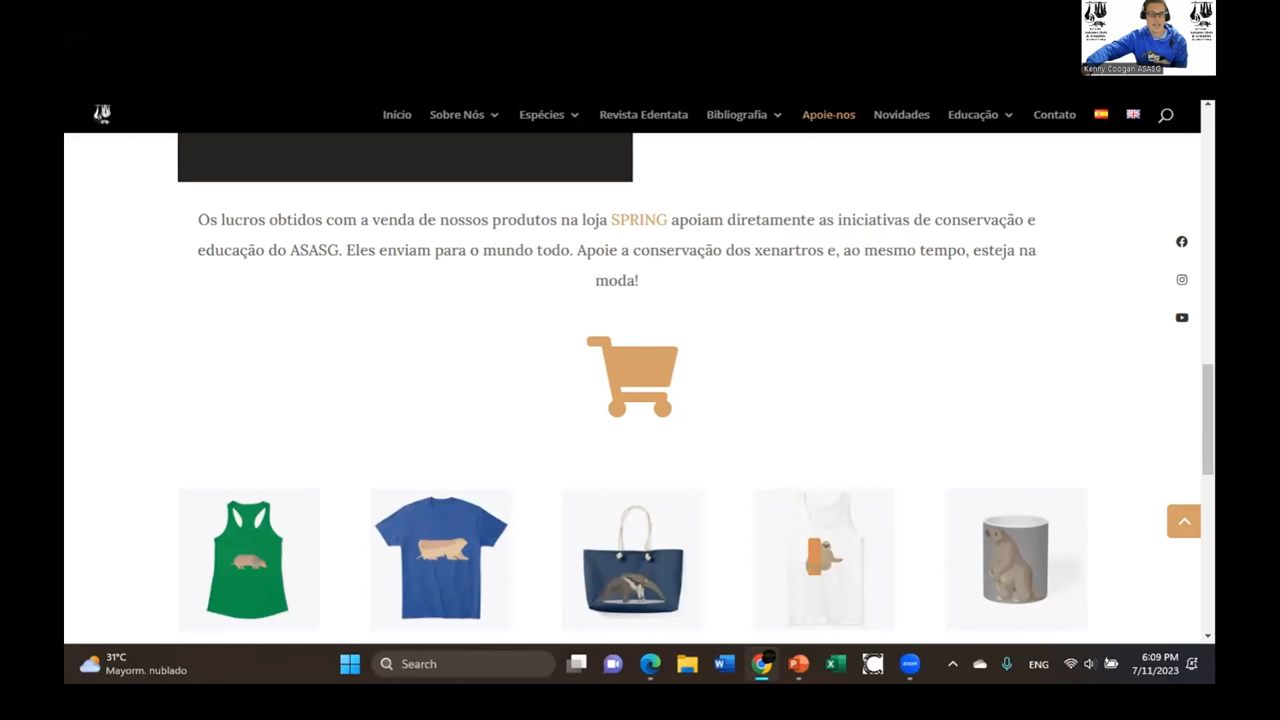 Kenny Coogan ASASG
Início Sobre Nós Espécies Revista Edentata Bibliografia Apoie-nos Novidades Educação Contato
Os lucros obtidos com a venda de nossos produtos na loja SPRING apoiam diretamente as iniciativas de conservação e
educação do ASASG. Eles enviam para o mundo todo. Apoie a conservação dos xenartros e, ao mesmo tempo, esteja na
moda!
31°C
Mayorm. nublado
Search
ENG
6:09 PM
7/11/2023